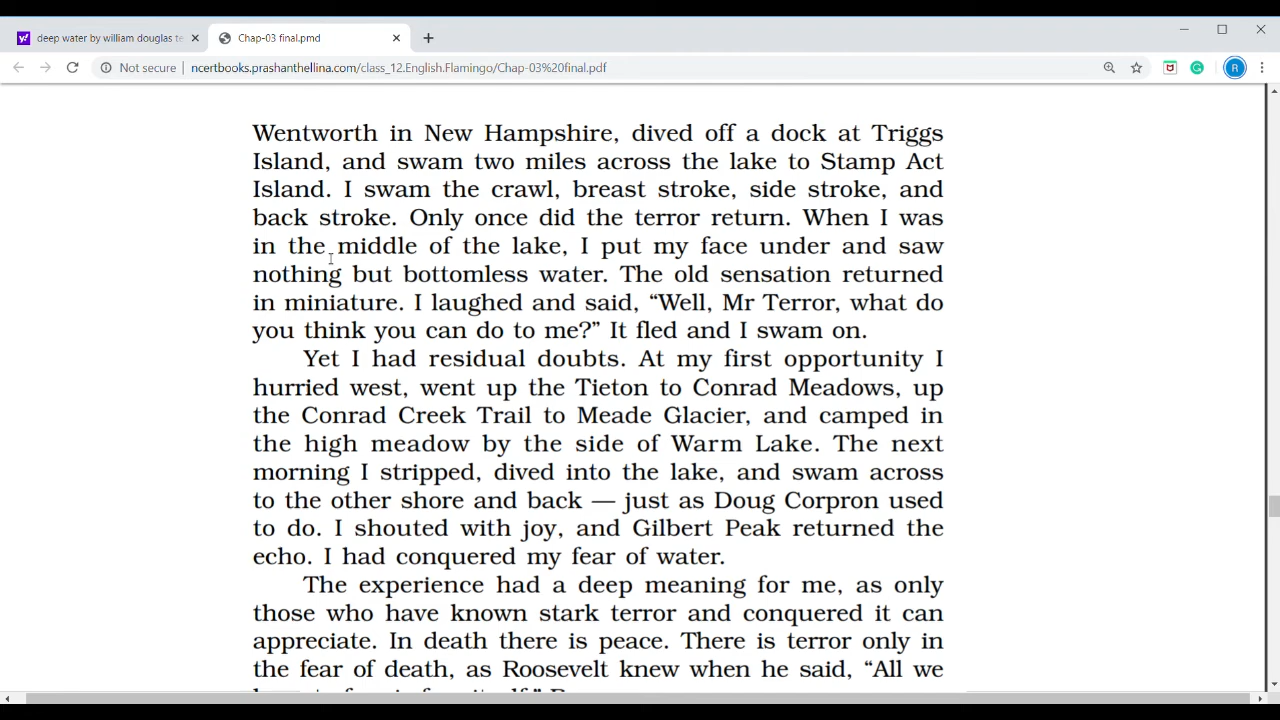 deep water by william douglas te
Chap-03 final.pmd
Not secure
ncertbooks.prashanthellina.com/class_12.English.Flamingo/Chap-03%20final.pdf
R
Wentworth in New Hampshire, dived off a dock at Triggs
Island, and swam two miles across the lake to Stamp Act
Island. I swam the crawl, breast stroke, side stroke, and
back stroke. Only once did the terror return. When I was
in the middle of the lake, I put my face under and saw
nothing but bottomless water. The old sensation returned
in miniature. I laughed and said, “Well, Mr Terror, what do
you think you can do to me?” It fled and I swam on.
Yet I had residual doubts. At my first opportunity I
hurried west, went up the Tieton to Conrad Meadows, up
the Conrad Creek Trail to Meade Glacier, and camped in
the high meadow by the side of Warm Lake. The next
morning I stripped, dived into the lake, and swam across
to the other shore and back — just as Doug Corpron used
to do. I shouted with joy, and Gilbert Peak returned the
echo. I had conquered my fear of water.
The experience had a deep meaning for me, as only
those who have known stark terror and conquered it can
appreciate. In death there is peace. There is terror only in
the fear of death, as Roosevelt knew when he said, “All we